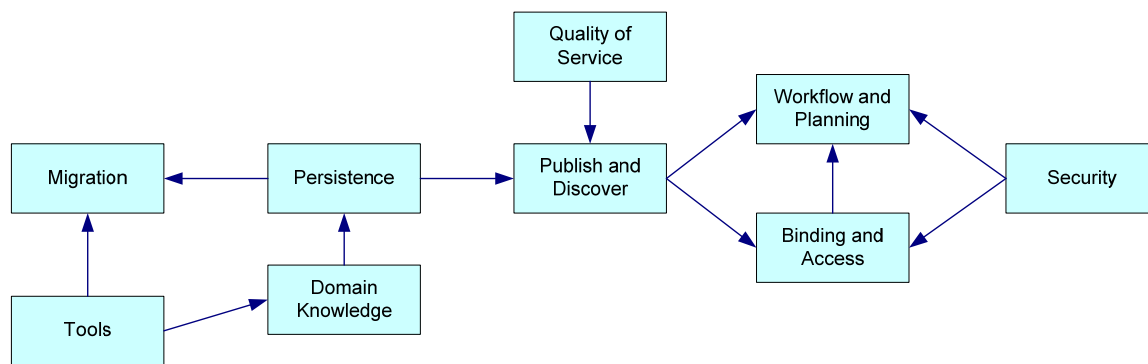 Quality of
Service
Workflow and
Planning
Migration
Persistence
Publish and
Discover
Security
Binding and
Access
Domain
Knowledge
Tools